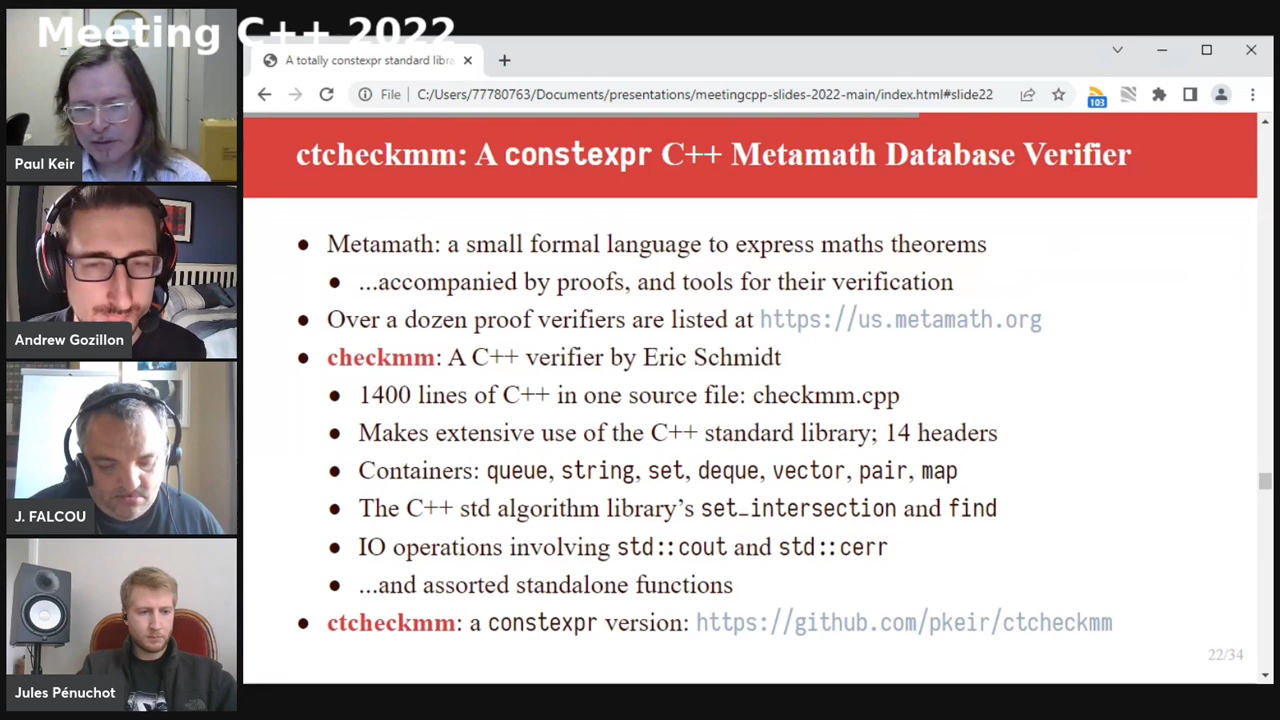 Meeting C++ 2022
Paul Keir
Andrew Gozillon
J. FALCOU
Jules Pénuchot
A totally constexpr standard libra
File C:/Users/77780763/Documents/presentations/meetingcpp-slides-2022-main/index.html#slide22
103
ctcheckmm: A constexpr C++ Metamath Database Verifier
Metamath: a small formal language to express maths theorems
...accompanied by proofs, and tools for their verification
Over a dozen proof verifiers are listed at https://us.metamath.org
checkmm: A C++ verifier by Eric Schmidt
1400 lines of C++ in one source file: checkmm.cpp
Makes extensive use of the C++ standard library; 14 headers
Containers: queue, string, set, deque, vector, pair, map
The C++ std algorithm library’s set_intersection and find
IO operations involving std::cout and std::cerr
...and assorted standalone functions
ctcheckmm: a constexpr version: https://github.com/pkeir/ctcheckmm
22/34